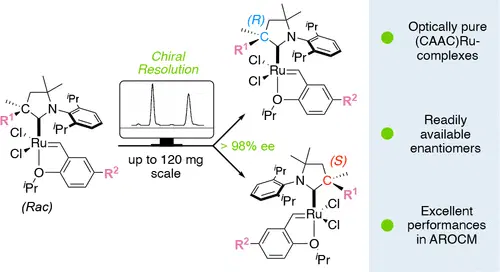 R1
C
N
iPr
iPr
Cl
Cl
Ru
O
iPr
R2
(Rac)
Chiral
Resolution
up to 120 mg
scale
> 98% ee
(R)
R1
C
N
iPr
iPr
Cl
Cl
Ru
O
iPr
R2
(S)
iPr
N
C
iPr
R1
Ru
Cl
Cl
R2
O
iPr
Optically pure
(CAAC)Ru-
complexes
Readily
available
enantiomers
Excellent
performances
in AROCM